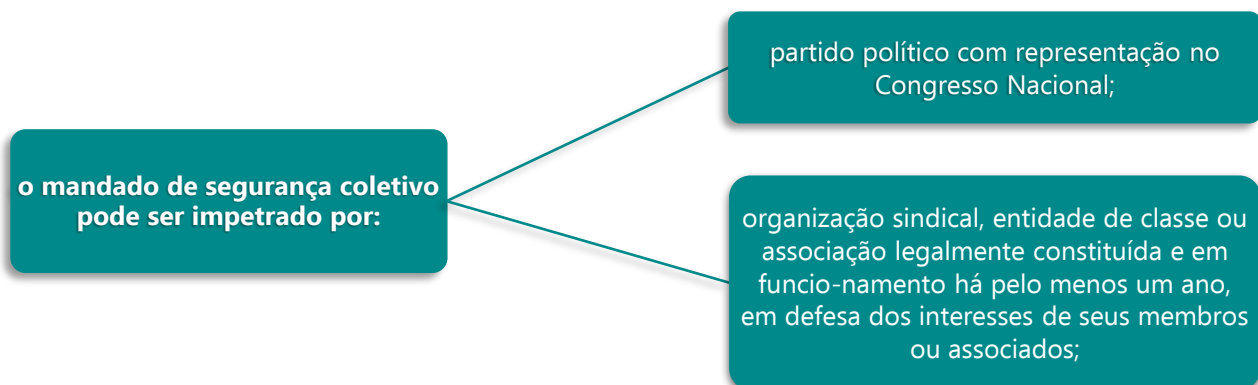 o mandado de segurança coletivo
pode ser impetrado por:
partido político com representação no
Congresso Nacional;
organização sindical, entidade de classe ou
associação legalmente constituída e em
funcio-namento há pelo menos um ano,
em defesa dos interesses de seus membros
ou associados;